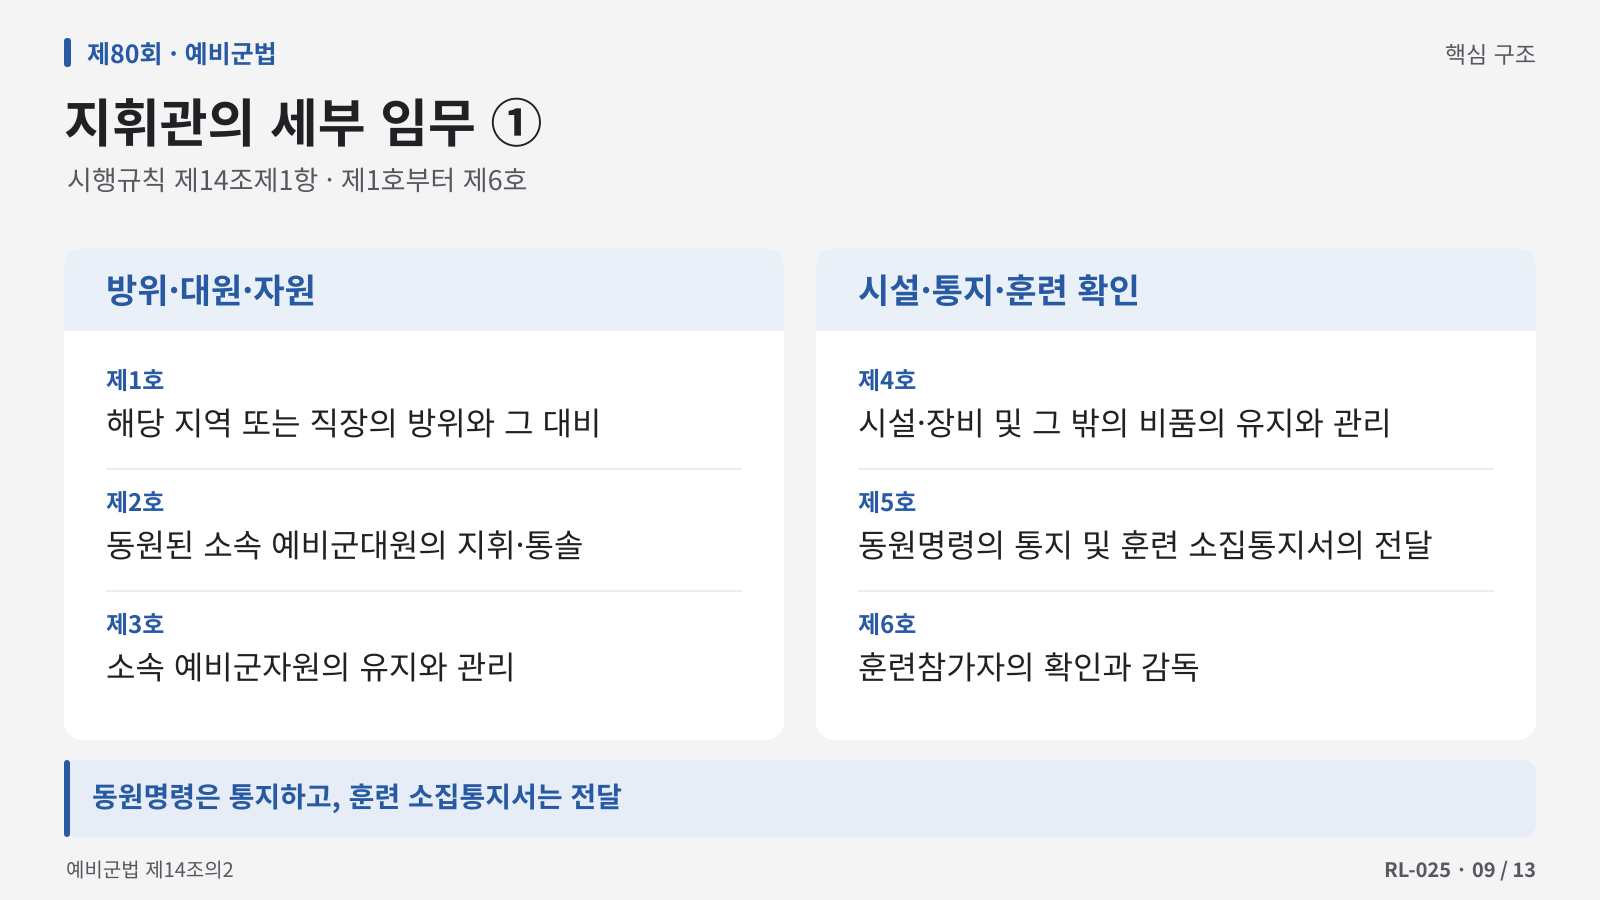 제80회 · 예비군법
핵심 구조
지휘관의 세부 임무 ①
시행규칙 제14조제1항 · 제1호부터 제6호
방위·대원·자원
제1호
해당 지역 또는 직장의 방위와 그 대비
제2호
동원된 소속 예비군대원의 지휘·통솔
제3호
소속 예비군자원의 유지와 관리
시설·통지·훈련 확인
제4호
시설·장비 및 그 밖의 비품의 유지와 관리
제5호
동원명령의 통지 및 훈련 소집통지서의 전달
제6호
훈련참가자의 확인과 감독
동원명령은 통지하고, 훈련 소집통지서는 전달
예비군법 제14조의2
RL-025 · 09 / 13